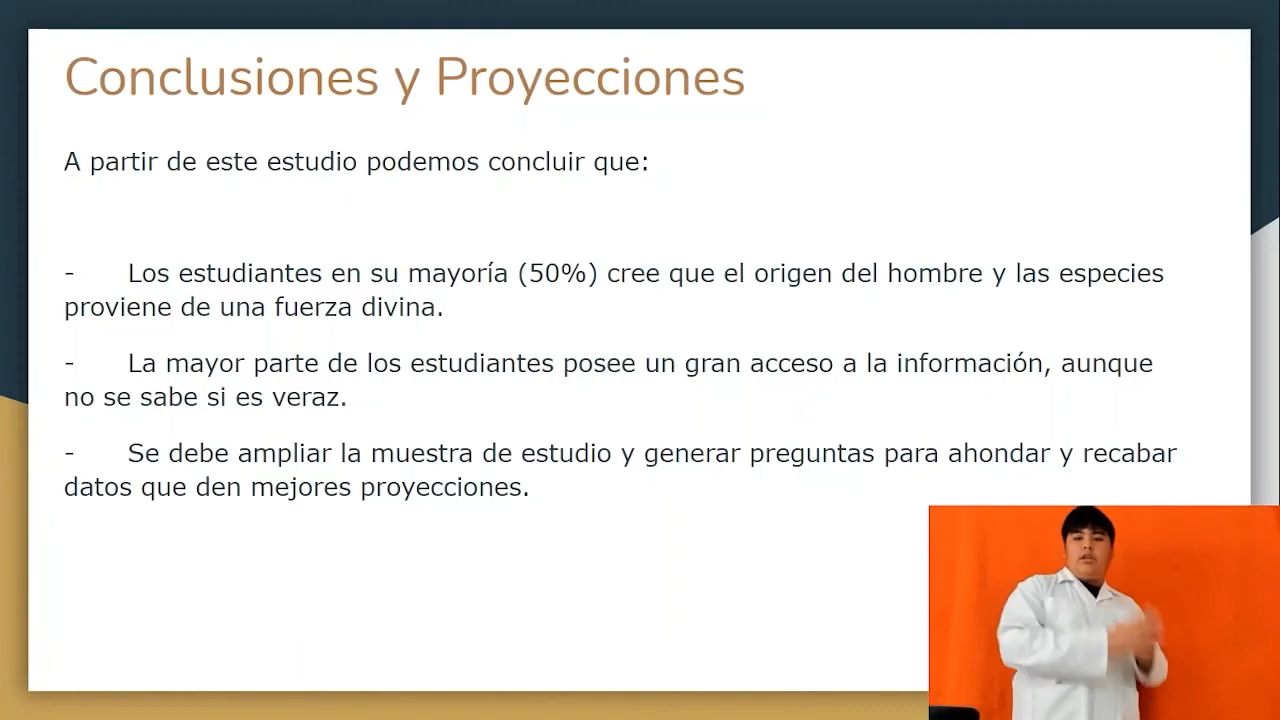 Conclusiones y Proyecciones
A partir de este estudio podemos concluir que:
- Los estudiantes en su mayoría (50%) cree que el origen del hombre y las especies
proviene de una fuerza divina.
- La mayor parte de los estudiantes posee un gran acceso a la información, aunque
no se sabe si es veraz.
- Se debe ampliar la muestra de estudio y generar preguntas para ahondar y recabar
datos que den mejores proyecciones.